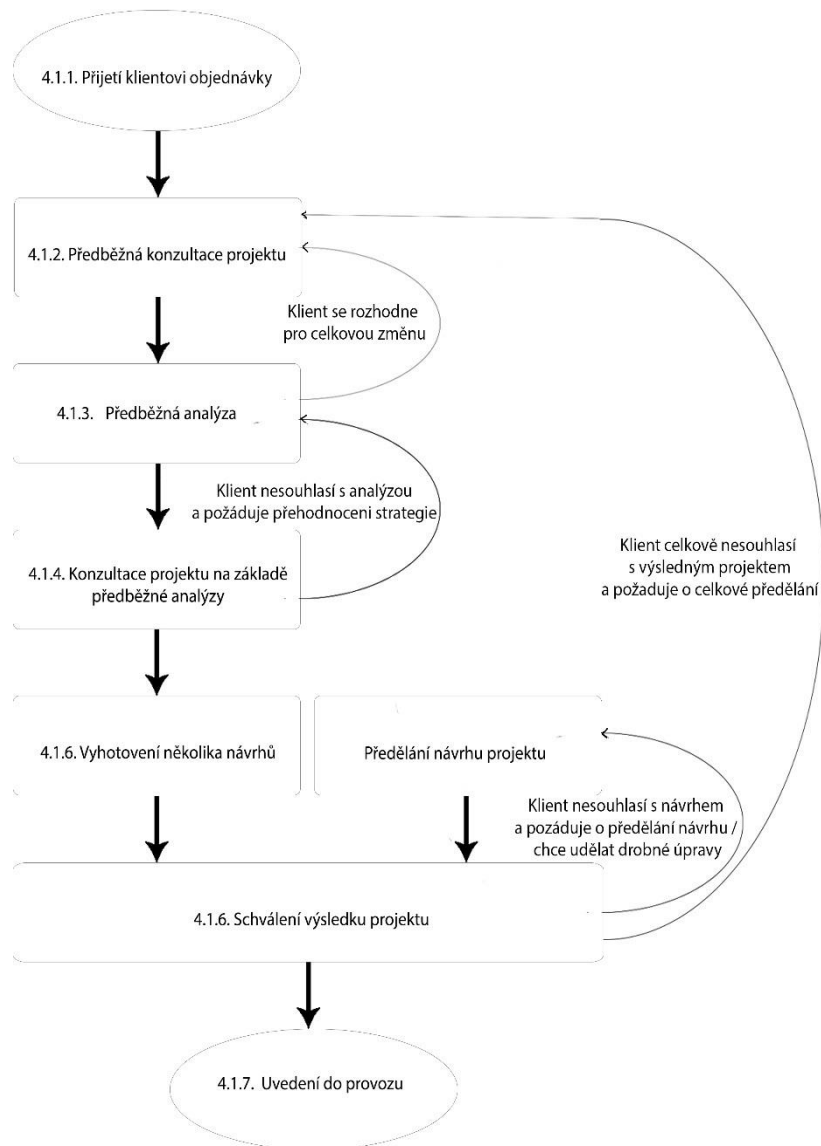 4.1.1. Přijetí klientovi objednávky
4.1.2. Předběžná konzultace projektu
Klient se rozhodne
pro celkovou změnu
4.1.3. Předběžná analýza
Klient nesouhlasí s analýzou
a požáduje přehodnoceni strategie
4.1.4. Konzultace projektu na základě
předběžné analýzy
Klient celkově nesouhlasí
s výsledným projektem
a požaduje o celkové předělání
4.1.6. Vyhotovení několika návrhů
Předělání návrhu projektu
Klient nesouhlasí s návrhem
a pozáduje o předělání návrhu /
chce udělat drobné úpravy
4.1.6. Schválení výsledku projektu
4.1.7. Uvedení do provozu